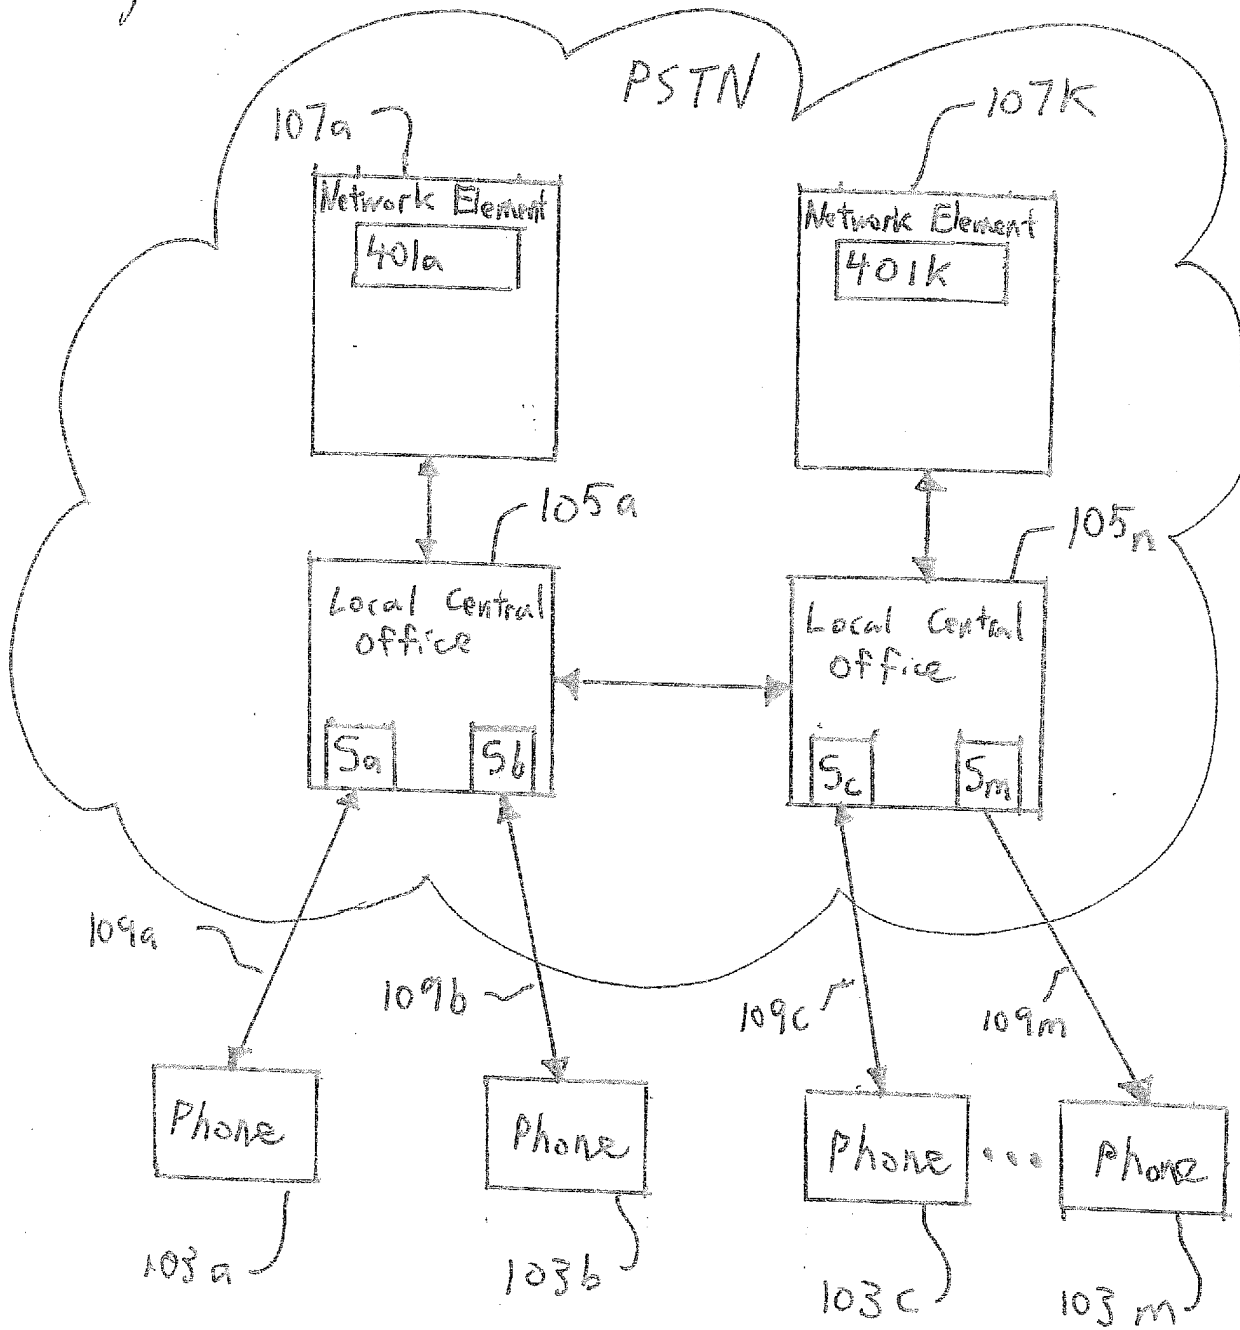 PSTN
107a
107k
Network Element
401a
Network Element
401k
105a
105n
Local Central
office
Local Central
office
Sa
Sb
Sc
Sm
109a
109b
109c
109m
Phone
Phone
Phone
...
Phone
103a
103b
103c
103m